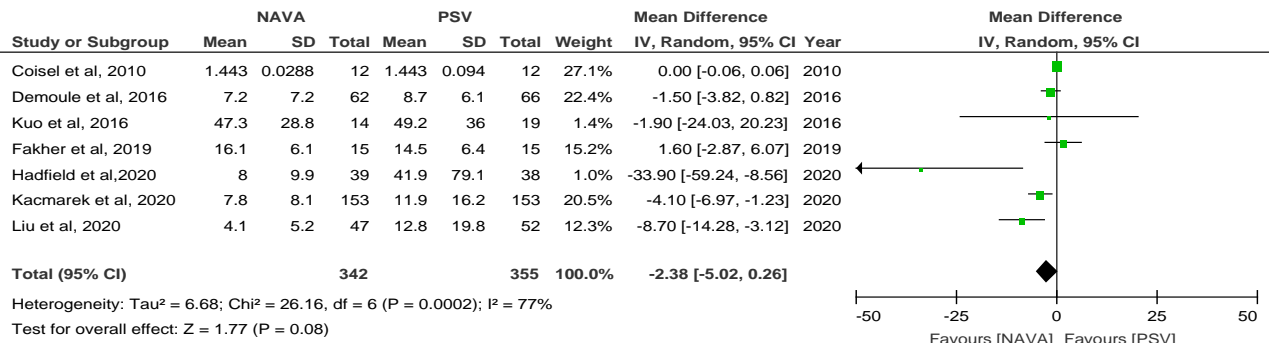 NAVA PSV Mean Difference Mean Difference
Study or Subgroup Mean SD Total Mean SD Total Weight IV, Random, 95% CI Year IV, Random, 95% CI
Coisel et al, 2010 1.443 0.0288 12 1.443 0.094 12 27.1% 0.00 [-0.06, 0.06] 2010
Demoule et al, 2016 7.2 7.2 62 8.7 6.1 66 22.4% -1.50 [-3.82, 0.82] 2016
Kuo et al, 2016 47.3 28.8 14 49.2 36 19 1.4% -1.90 [-24.03, 20.23] 2016
Fakher et al, 2019 16.1 6.1 15 14.5 6.4 15 15.2% 1.60 [-2.87, 6.07] 2019
Hadfield et al,2020 8 9.9 39 41.9 79.1 38 1.0% -33.90 [-59.24, -8.56] 2020
Kacmarek et al, 2020 7.8 8.1 153 11.9 16.2 153 20.5% -4.10 [-6.97, -1.23] 2020
Liu et al, 2020 4.1 5.2 47 12.8 19.8 52 12.3% -8.70 [-14.28, -3.12] 2020
Total (95% CI) 342 355 100.0% -2.38 [-5.02, 0.26]
Heterogeneity: Tau² = 6.68; Chi² = 26.16, df = 6 (P = 0.0002); I² = 77%
Test for overall effect: Z = 1.77 (P = 0.08)
-50 -25 0 25 50
Favours [NAVA] Favours [PSV]